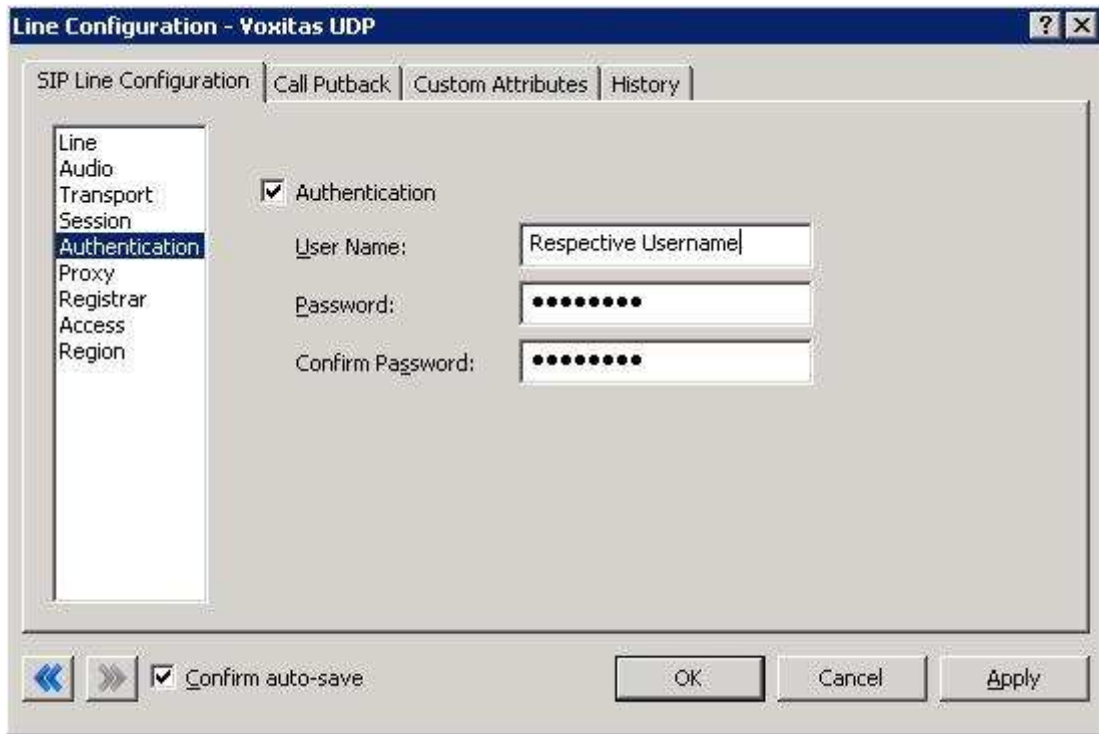 Line Configuration - Voxitas UDP
SIP Line Configuration
Call Putback
Custom Attributes
History
Line
Audio
Transport
Session
Authentication
Proxy
Registrar
Access
Region
Authentication
User Name:
Respective Username
Password:
••••••••
Confirm Password:
••••••••
Confirm auto-save
OK
Cancel
Apply